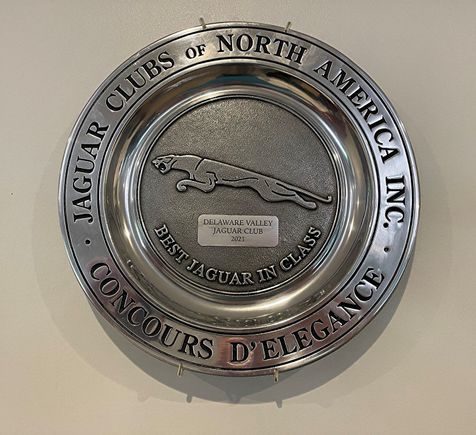 JAGUAR CLUBS OF NORTH AMERICA INC.
DELAWARE VALLEY
JAGUAR CLUB
2021
BEST JAGUAR IN CLASS
CONCOURS D'ELEGANCE